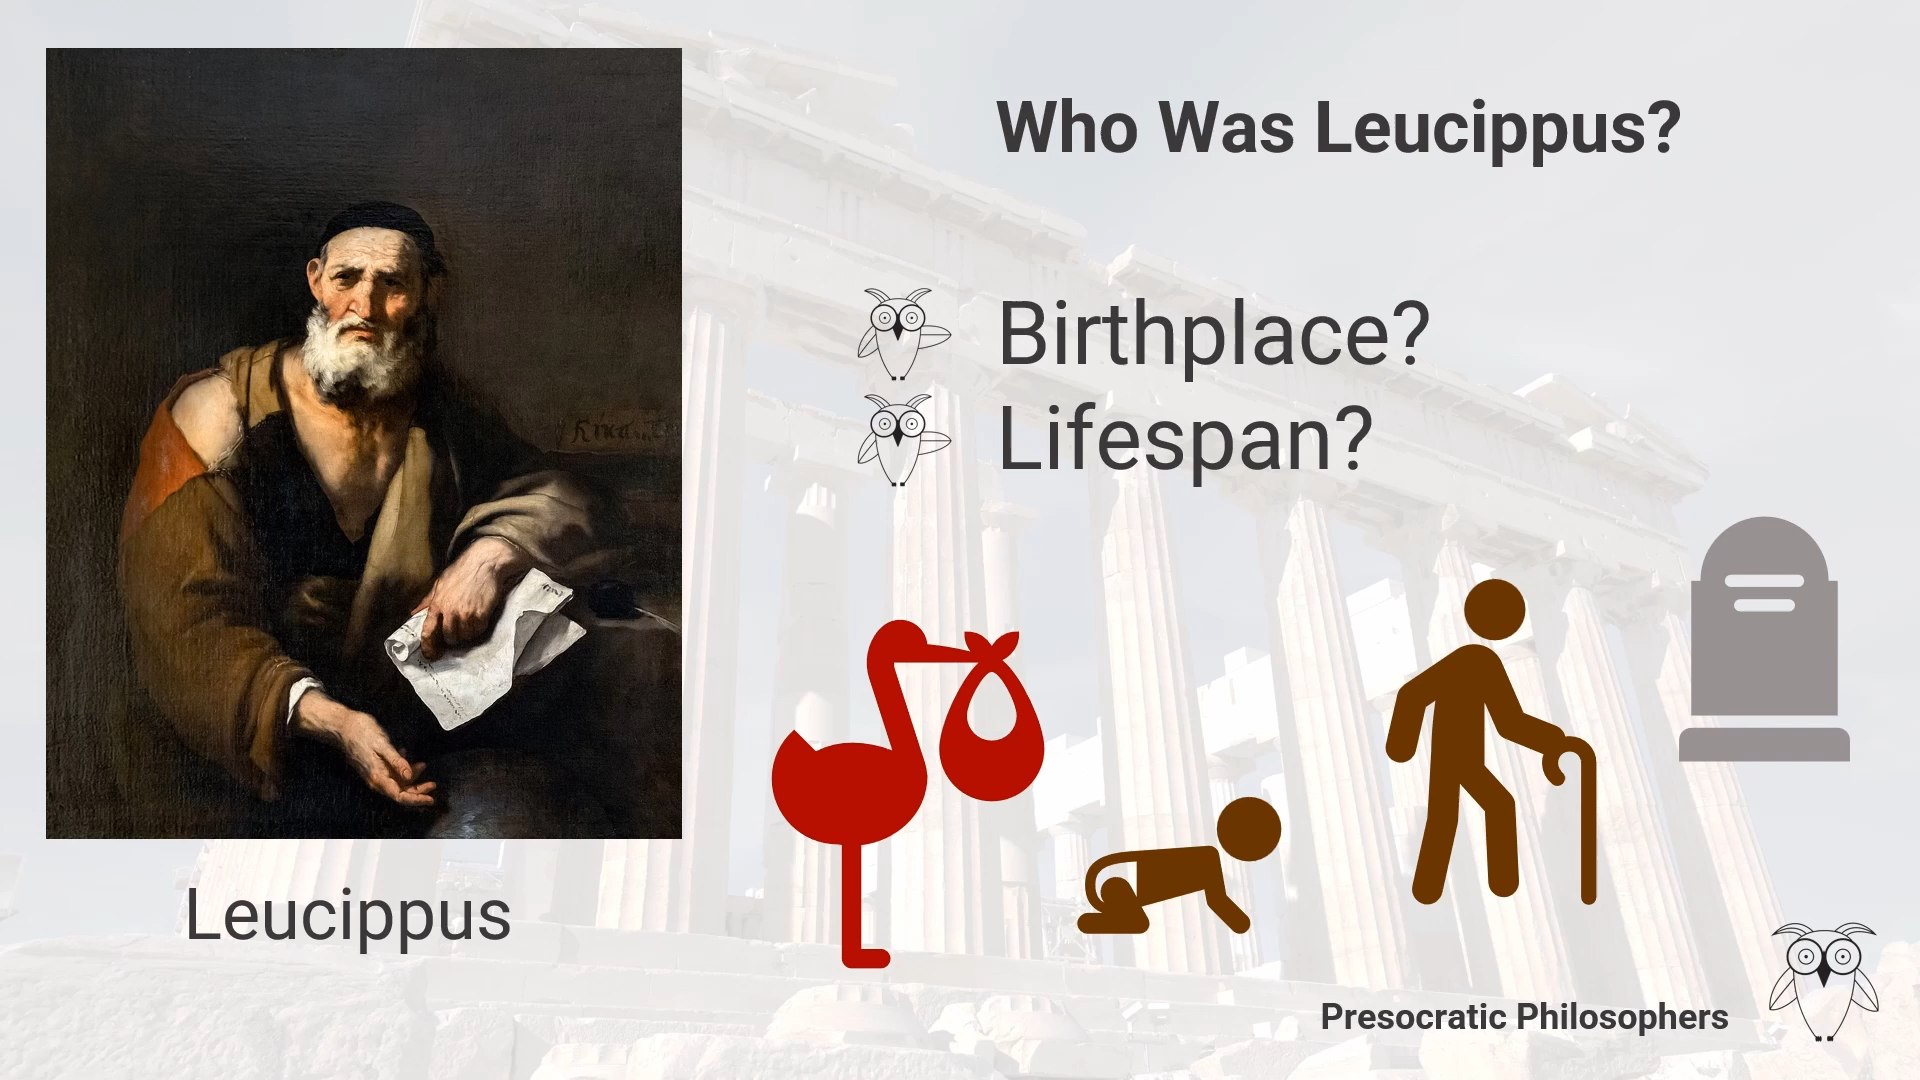 Who Was Leucippus?
Birthplace?
Lifespan?
Leucippus
Presocratic Philosophers